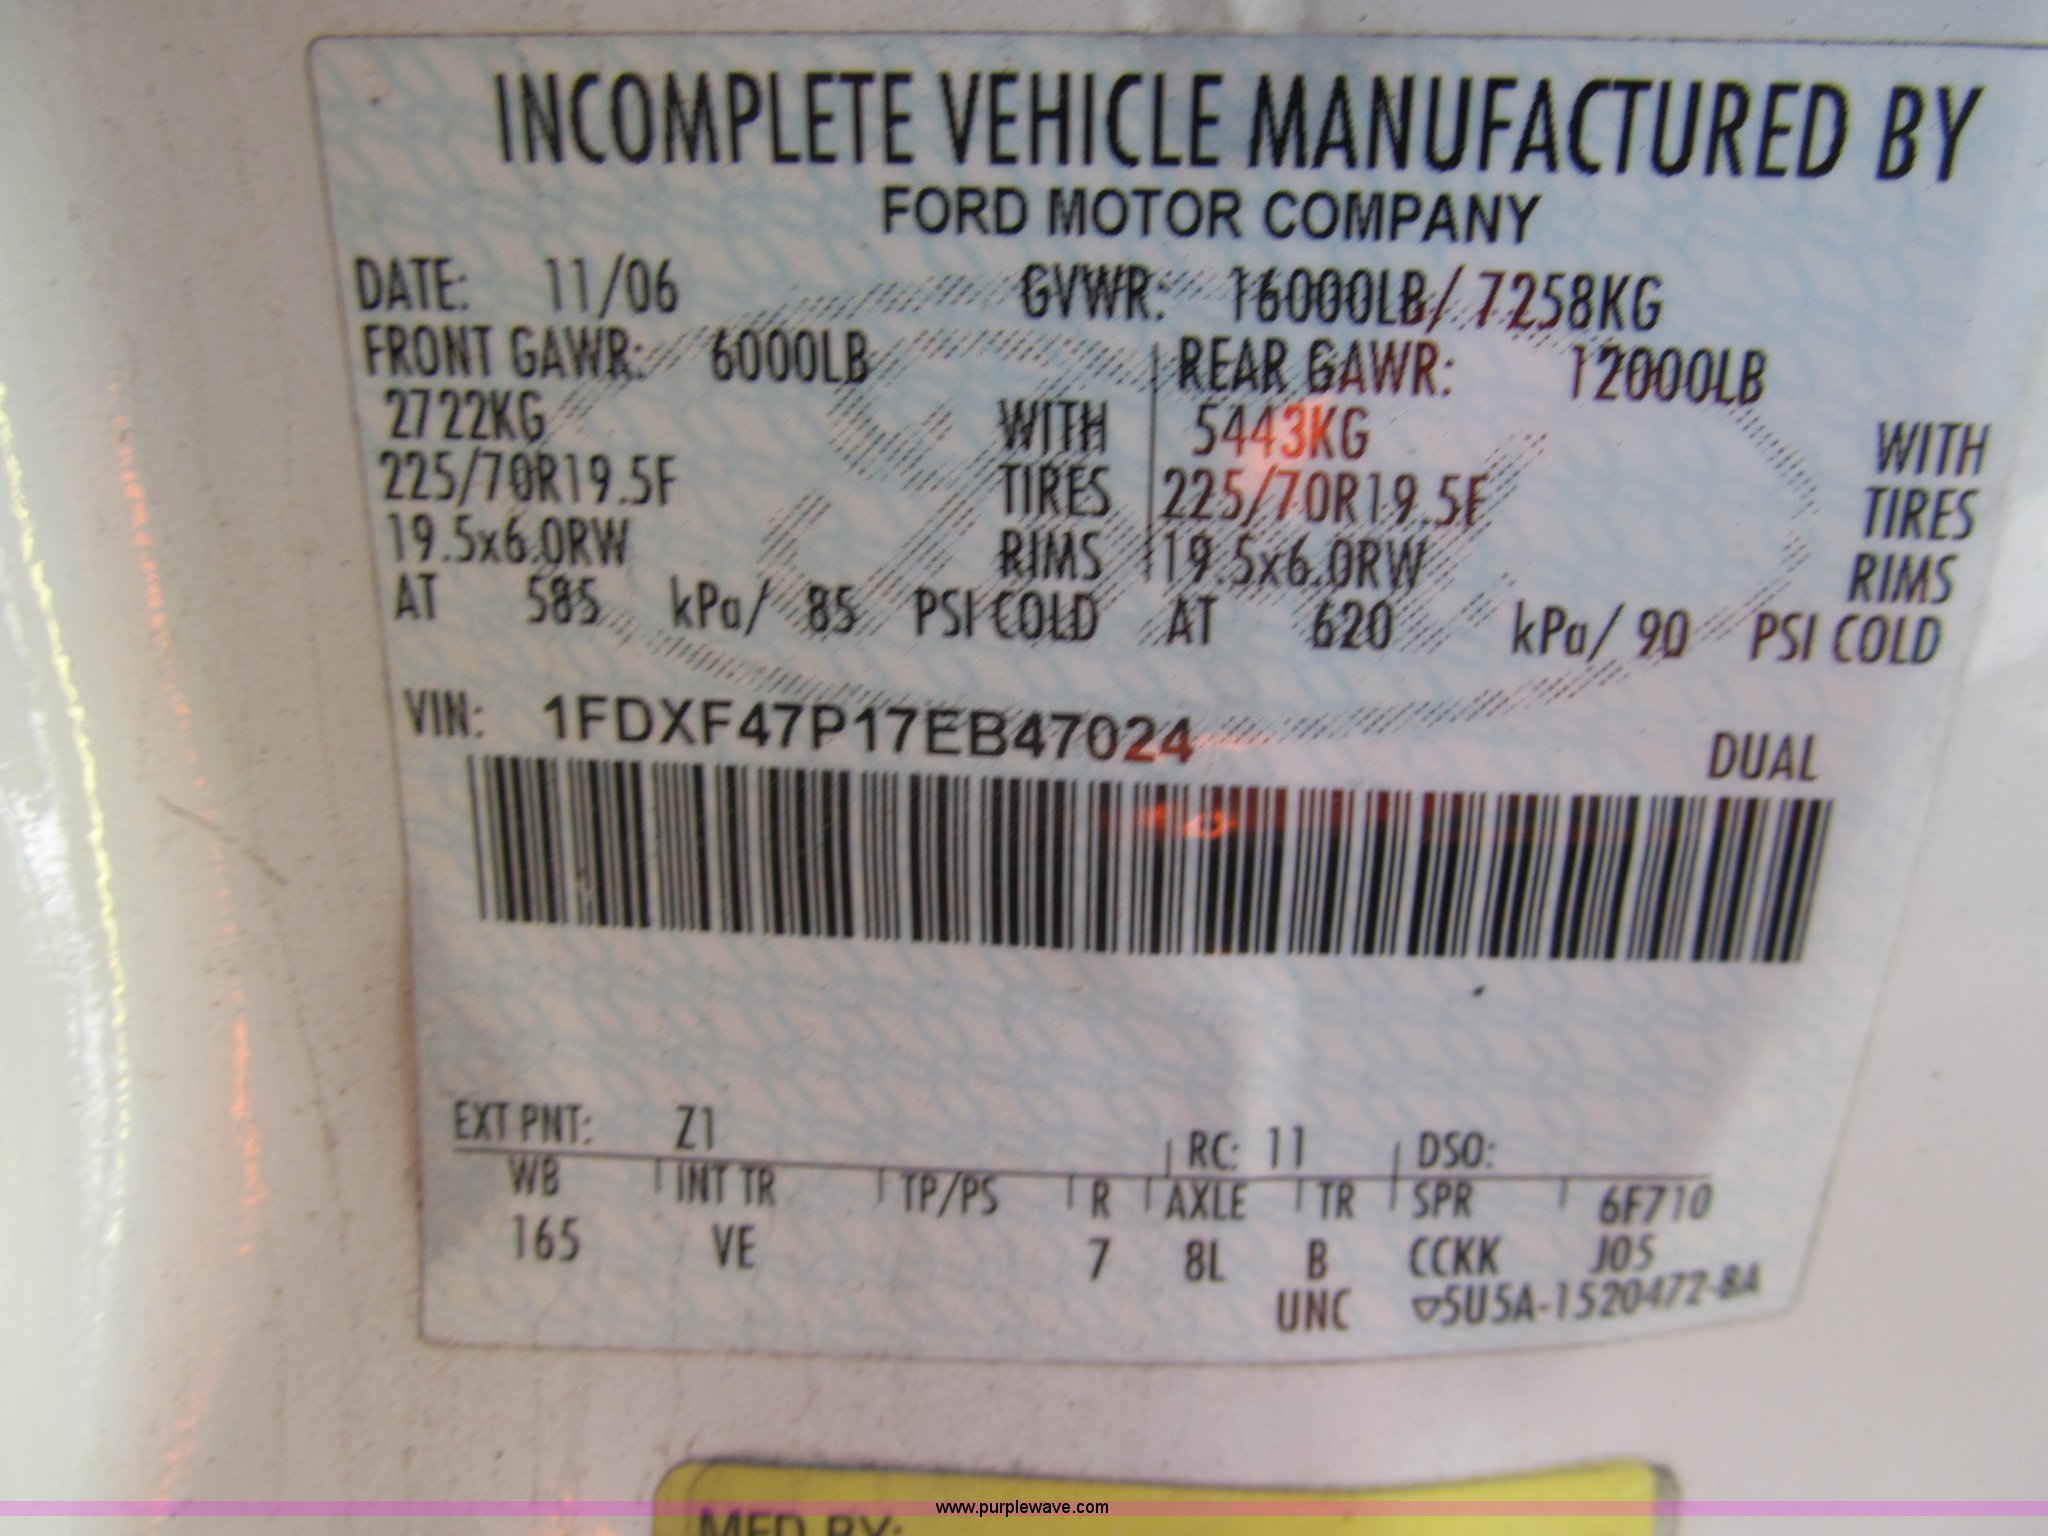 INCOMPLETE VEHICLE MANUFACTURED BY
FORD MOTOR COMPANY
DATE: 11/06 GVWR: 16000LB/ 7258KG
FRONT GAWR: 6000LB REAR GAWR: 12000LB
2722KG WITH 5443KG WITH
225/70R19.5F TIRES 225/70R19.5F TIRES
19.5x6.0RW RIMS 19.5x6.0RW RIMS
AT 585 kPa/ 85 PSI COLD AT 620 kPa/ 90 PSI COLD
VIN: 1FDXF47P17EB47024
DUAL
EXT PNT: Z1 RC: 11 DSO:
WB INT TR TP/PS R AXLE TR SPR 6F710
165 VE 7 8L B CCKK J05
UNC ▽5U5A-1520472-BA
MFD BY:
www.purplewave.com